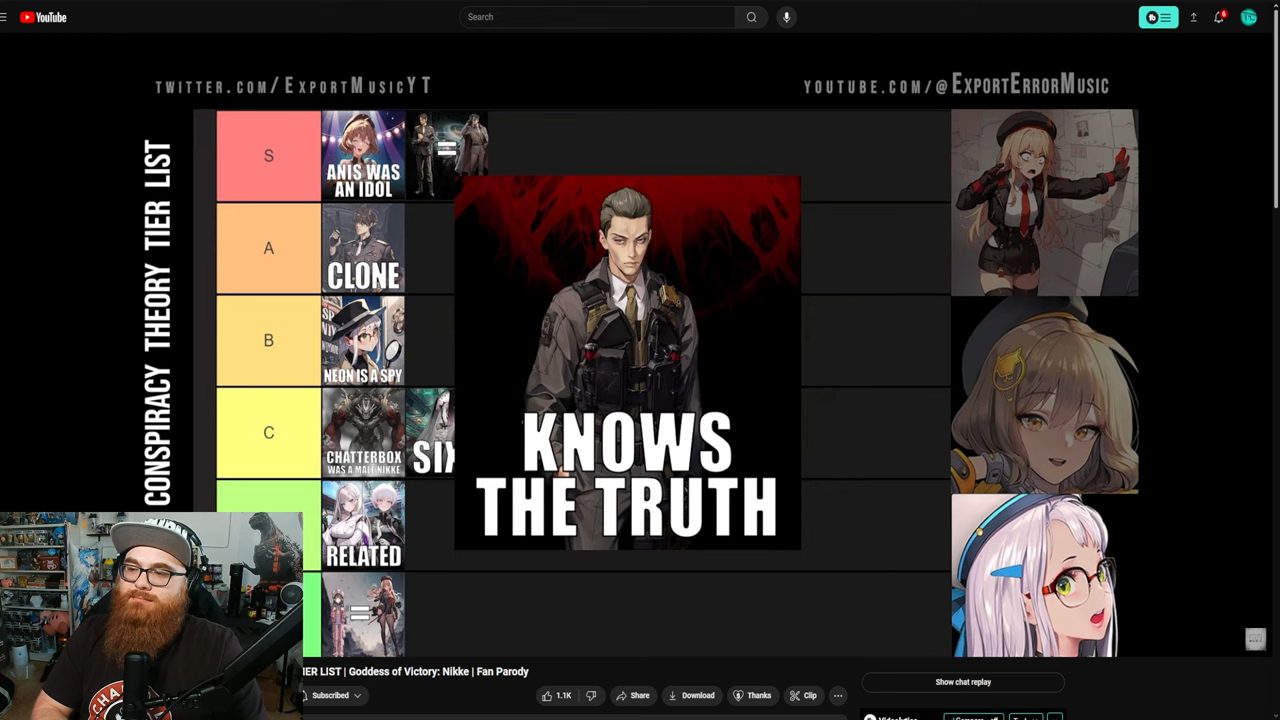 YouTube
Search
6
TWITTER.COM/EXPORTMUSICYT
YOUTUBE.COM/@EXPORTERRORMUSIC
CONSPIRACY THEORY TIER LIST
S
ANIS WAS
AN IDOL
=
A
CLONE
B
NEON IS A SPY
C
CHATTERBOX
WAS A MALE NIKKE
SIX
RELATED
=
KNOWS
THE TRUTH
IER LIST | Goddess of Victory: Nikke | Fan Parody
Subscribed
1.1K
Share
Download
Thanks
Clip
Show chat replay